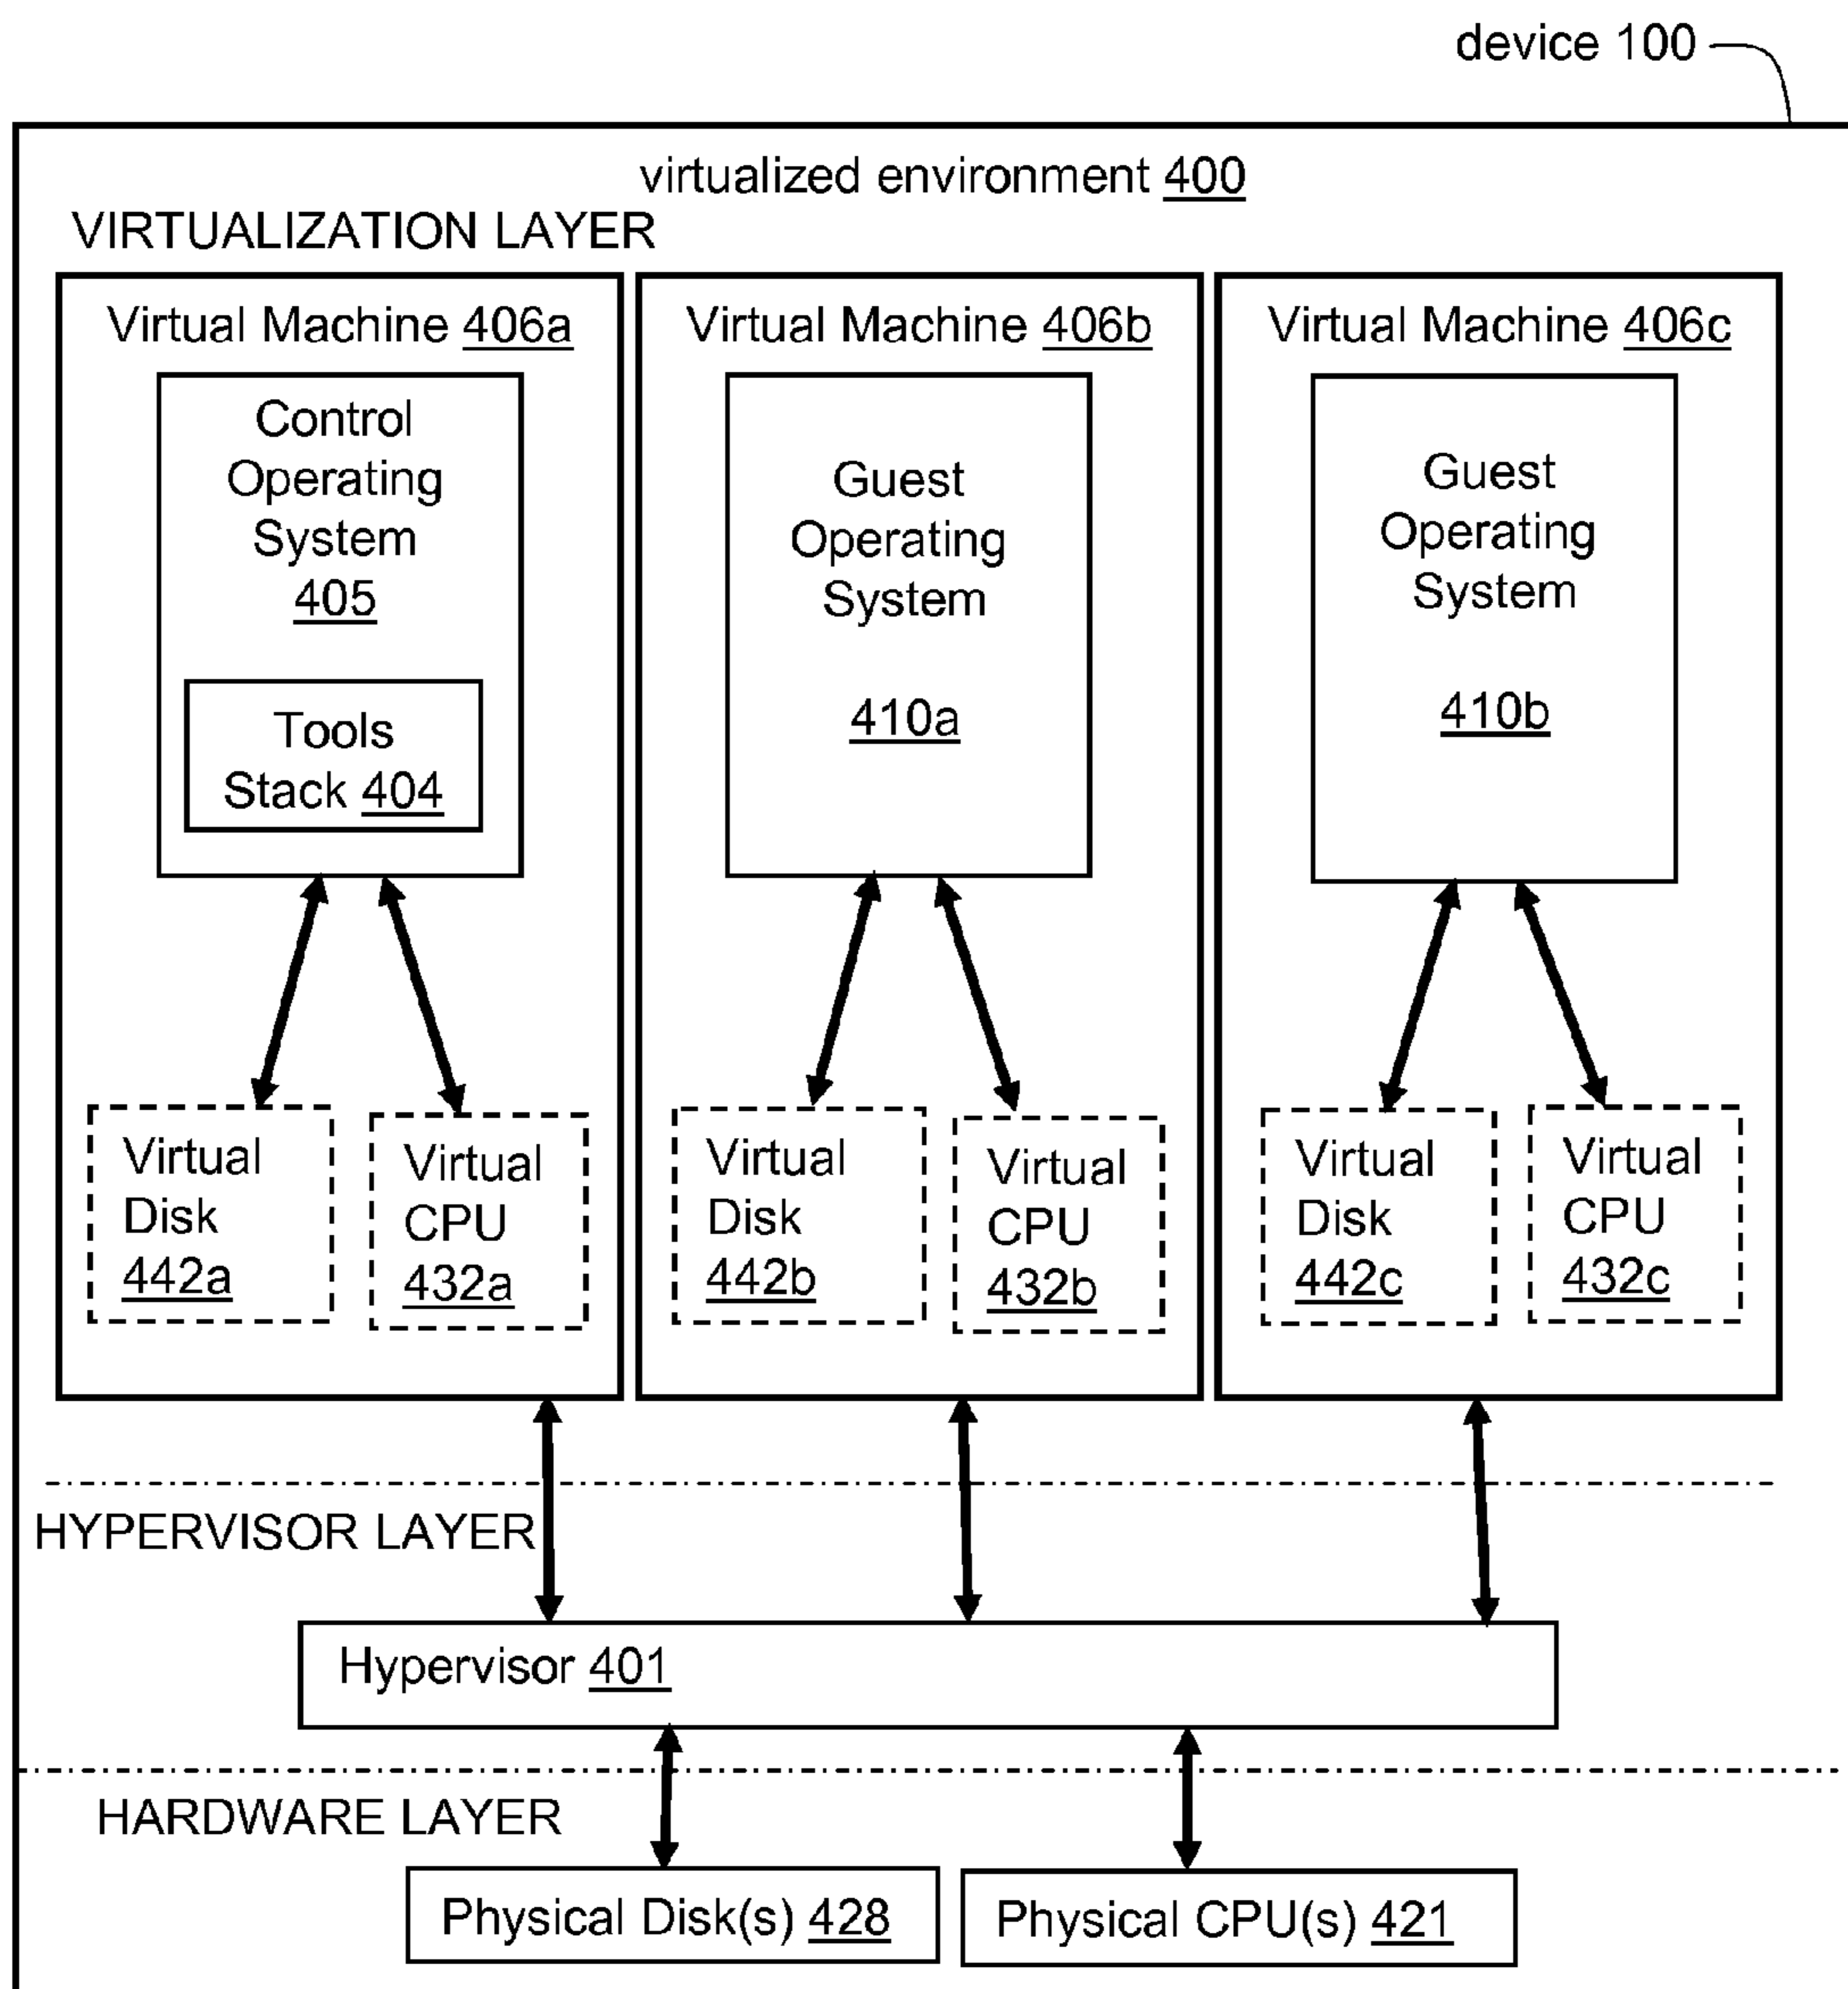 device 100
virtualized environment 400
VIRTUALIZATION LAYER
Virtual Machine 406a
Control
Operating
System
405
Tools
Stack 404
Virtual
Disk
442a
Virtual
CPU
432a
Virtual Machine 406b
Guest
Operating
System
410a
Virtual
Disk
442b
Virtual
CPU
432b
Virtual Machine 406c
Guest
Operating
System
410b
Virtual
Disk
442c
Virtual
CPU
432c
HYPERVISOR LAYER
Hypervisor 401
HARDWARE LAYER
Physical Disk(s) 428
Physical CPU(s) 421